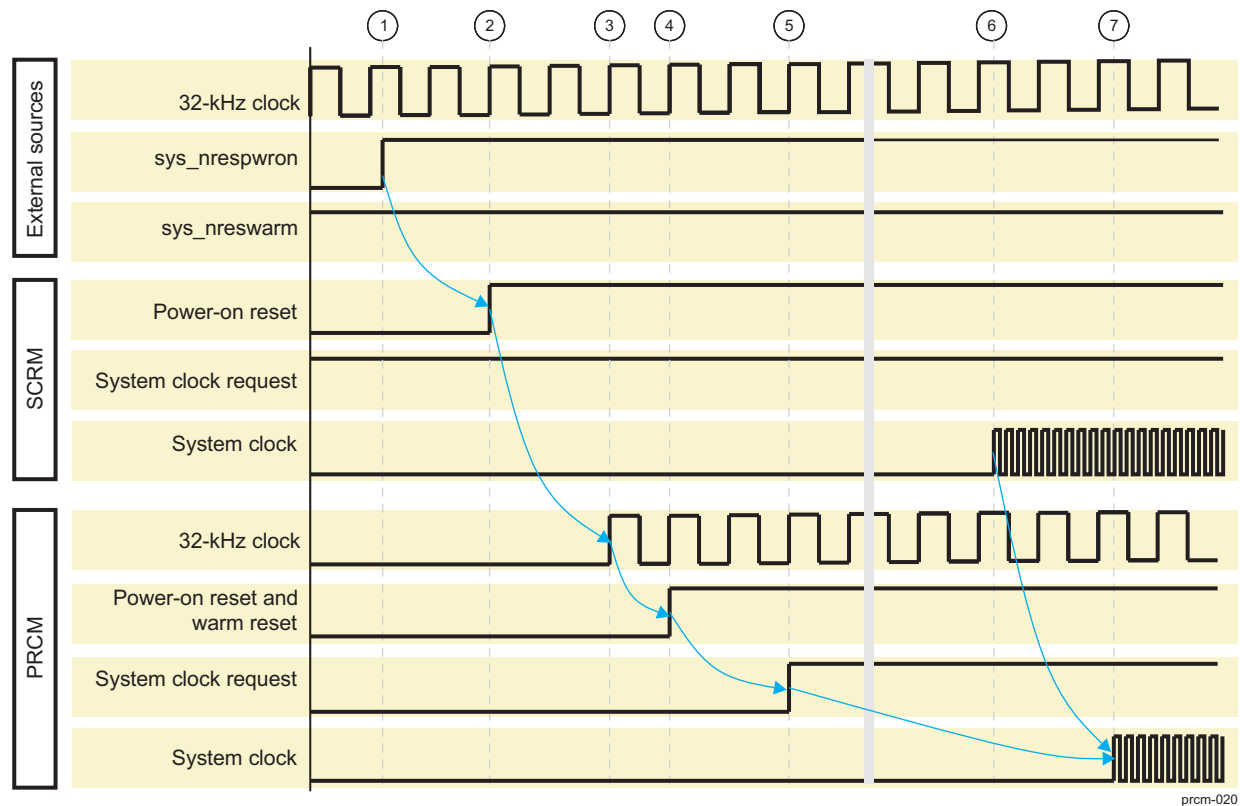 1 2 3 4 5 6 7
External sources
32-kHz clock
sys_nrespwron
sys_nreswarm
SCRM
Power-on reset
System clock request
System clock
PRCM
32-kHz clock
Power-on reset and
warm reset
System clock request
System clock
prcm-020